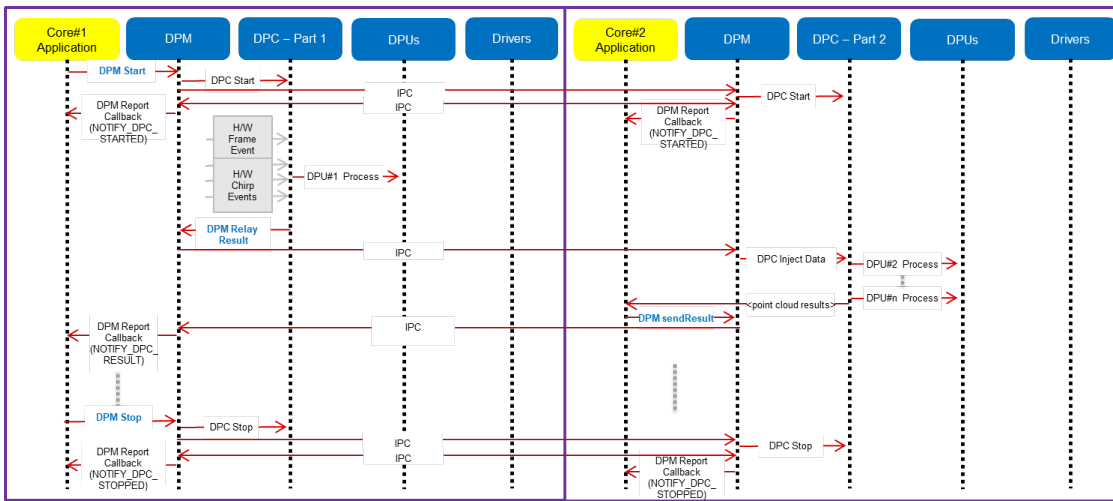 Core#1
Application
DPM
DPC – Part 1
DPUs
Drivers
Core#2
Application
DPM
DPC – Part 2
DPUs
Drivers
DPM Start
DPC Start
IPC
IPC
DPC Start
DPM Report
Callback
(NOTIFY_DPC_
STARTED)
DPM Report
Callback
(NOTIFY_DPC_
STARTED)
H/W
Frame
Event
H/W
Chirp
Events
DPU#1 Process
DPM Relay
Result
IPC
DPC Inject Data
DPU#2 Process
DPU#n Process
<point cloud results>
DPM sendResult
IPC
DPM Report
Callback
(NOTIFY_DPC_
RESULT)
DPM Stop
DPC Stop
IPC
IPC
DPC Stop
DPM Report
Callback
(NOTIFY_DPC_
STOPPED)
DPM Report
Callback
(NOTIFY_DPC_
STOPPED)